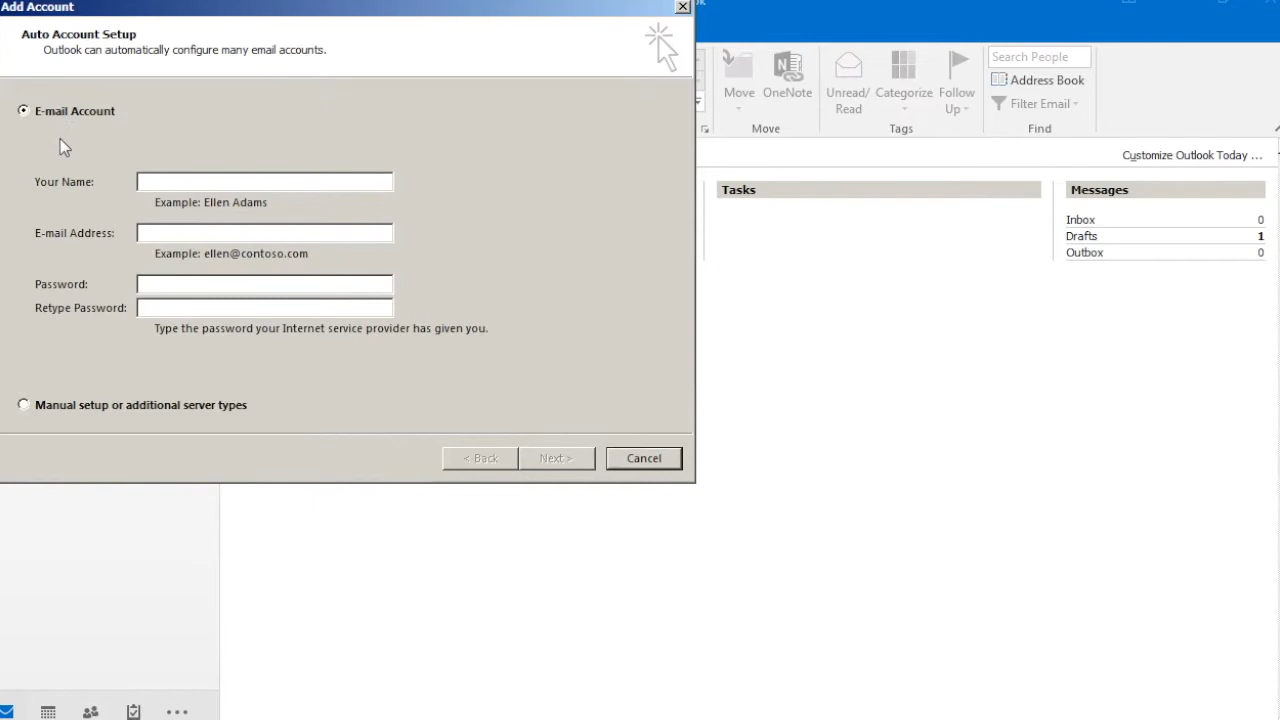 Add Account
Auto Account Setup
Outlook can automatically configure many email accounts.
E-mail Account
Your Name:
Example: Ellen Adams
E-mail Address:
Example: ellen@contoso.com
Password:
Retype Password:
Type the password your Internet service provider has given you.
Manual setup or additional server types
< Back
Next >
Cancel
Move
OneNote
Unread/
Read
Categorize
Follow
Up
Search People
Address Book
Filter Email
Move
Tags
Find
Customize Outlook Today ...
Tasks
Messages
Inbox 0
Drafts 1
Outbox 0